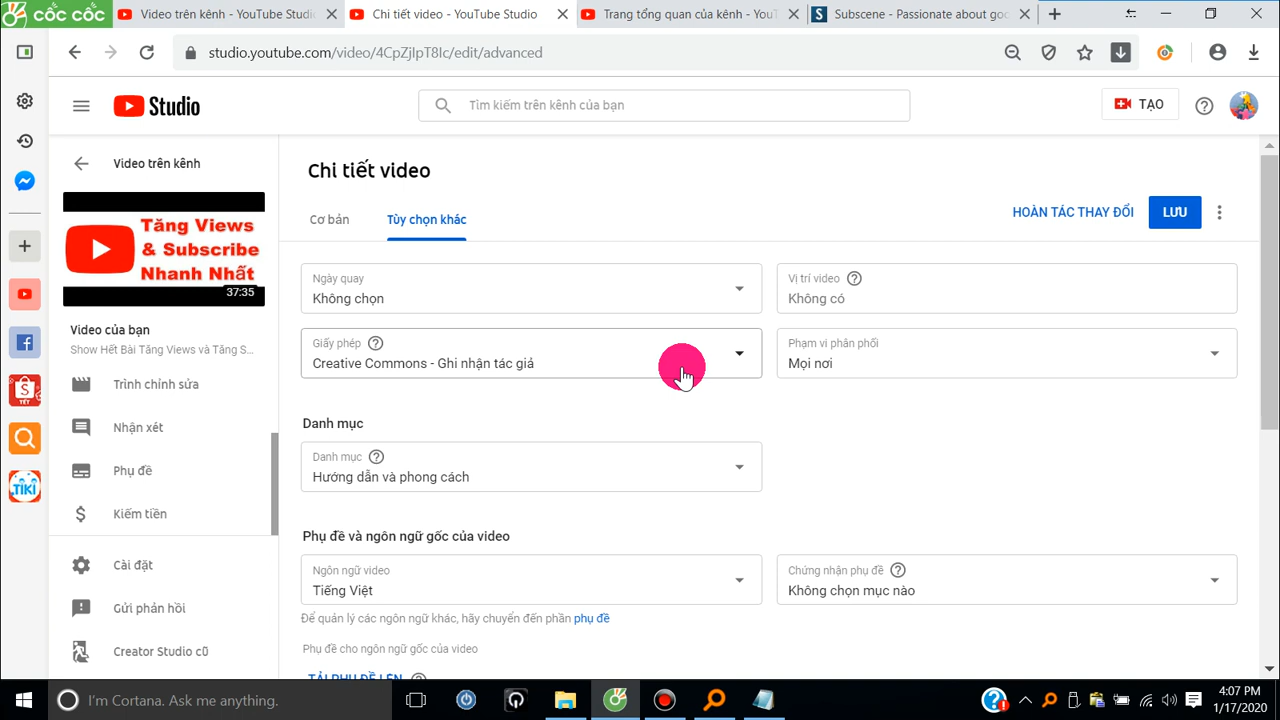 cốc cốc
Video trên kênh - YouTube Studio
Chi tiết video - YouTube Studio
Trang tổng quan của kênh - YouT
Subscene - Passionate about goo
studio.youtube.com/video/4CpZjIpT8Ic/edit/advanced
Studio
Tìm kiếm trên kênh của bạn
TẠO
Video trên kênh
Tăng Views
& Subscribe
Nhanh Nhất
37:35
Video của bạn
Show Hết Bài Tăng Views và Tăng S...
Trình chỉnh sửa
Nhận xét
Phụ đề
Kiếm tiền
Cài đặt
Gửi phản hồi
Creator Studio cũ
TẾT
TIKI
Chi tiết video
Cơ bản
Tùy chọn khác
HOÀN TÁC THAY ĐỔI
LƯU
Ngày quay
Không chọn
Vị trí video
Không có
Giấy phép
Creative Commons - Ghi nhận tác giả
Phạm vi phân phối
Mọi nơi
Danh mục
Danh mục
Hướng dẫn và phong cách
Phụ đề và ngôn ngữ gốc của video
Ngôn ngữ video
Tiếng Việt
Chứng nhận phụ đề
Không chọn mục nào
Để quản lý các ngôn ngữ khác, hãy chuyển đến phần phụ đề
Phụ đề cho ngôn ngữ gốc của video
TẢI PHỤ ĐỀ LÊN
I'm Cortana. Ask me anything.
4:07 PM
1/17/2020